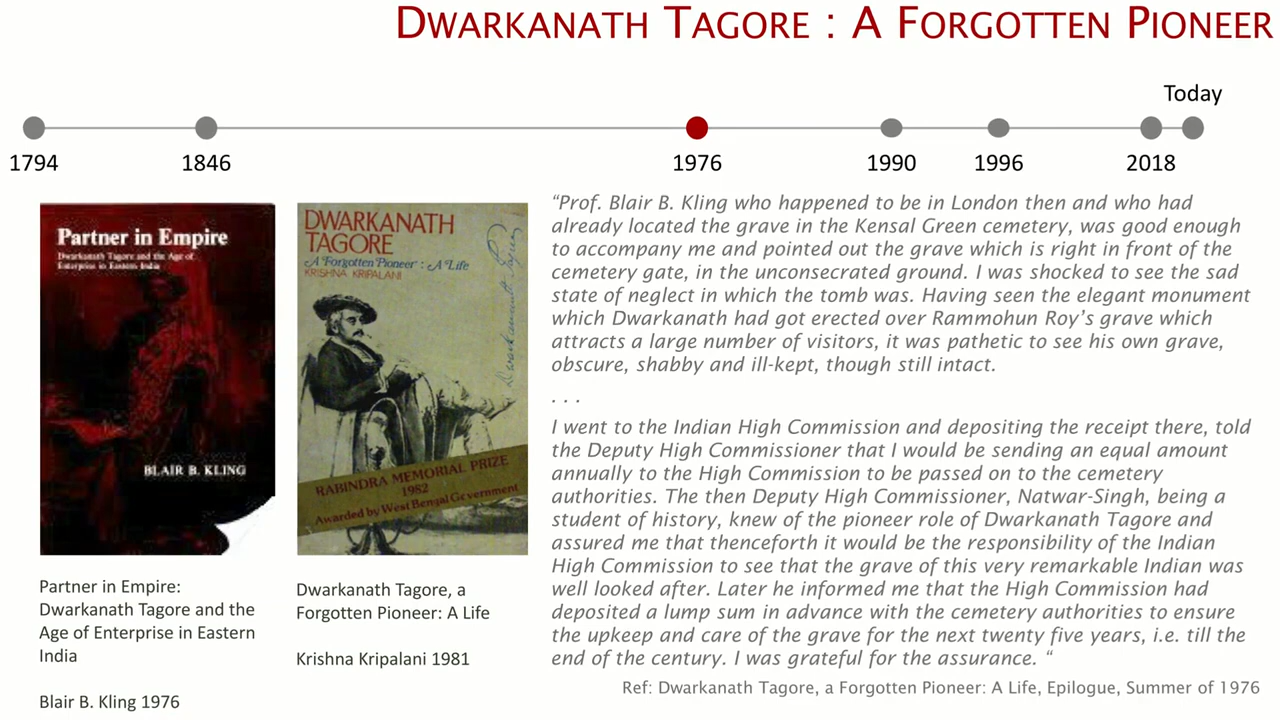 DWARKANATH TAGORE : A FORGOTTEN PIONEER
Today
1794
1846
1976
1990
1996
2018
Partner in Empire
Dwarkanath Tagore and the Age of
Enterprise in Eastern India
BLAIR B. KLING
DWARKANATH
TAGORE
A Forgotten Pioneer : A Life
KRISHNA KRIPALANI
Dwarkanauth Tagore
RABINDRA MEMORIAL PRIZE
1982
Awarded by West Bengal Government
Partner in Empire:
Dwarkanath Tagore and the
Age of Enterprise in Eastern
India
Blair B. Kling 1976
Dwarkanath Tagore, a
Forgotten Pioneer: A Life
Krishna Kripalani 1981
“Prof. Blair B. Kling who happened to be in London then and who had
already located the grave in the Kensal Green cemetery, was good enough
to accompany me and pointed out the grave which is right in front of the
cemetery gate, in the unconsecrated ground. I was shocked to see the sad
state of neglect in which the tomb was. Having seen the elegant monument
which Dwarkanath had got erected over Rammohun Roy’s grave which
attracts a large number of visitors, it was pathetic to see his own grave,
obscure, shabby and ill-kept, though still intact.
. . .
I went to the Indian High Commission and depositing the receipt there, told
the Deputy High Commissioner that I would be sending an equal amount
annually to the High Commission to be passed on to the cemetery
authorities. The then Deputy High Commissioner, Natwar-Singh, being a
student of history, knew of the pioneer role of Dwarkanath Tagore and
assured me that thenceforth it would be the responsibility of the Indian
High Commission to see that the grave of this very remarkable Indian was
well looked after. Later he informed me that the High Commission had
deposited a lump sum in advance with the cemetery authorities to ensure
the upkeep and care of the grave for the next twenty five years, i.e. till the
end of the century. I was grateful for the assurance. “
Ref: Dwarkanath Tagore, a Forgotten Pioneer: A Life, Epilogue, Summer of 1976